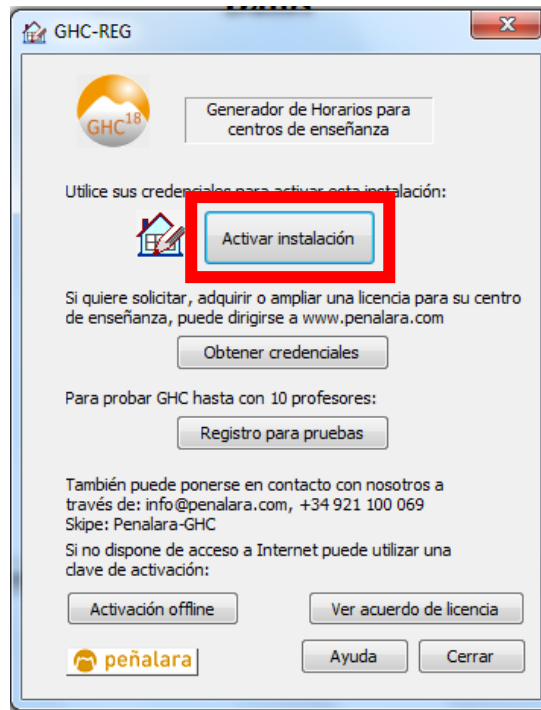 GHC-REG
GHC18
Generador de Horarios para
centros de enseñanza
Utilice sus credenciales para activar esta instalación:
Activar instalación
Si quiere solicitar, adquirir o ampliar una licencia para su centro
de enseñanza, puede dirigirse a www.penalara.com
Obtener credenciales
Para probar GHC hasta con 10 profesores:
Registro para pruebas
También puede ponerse en contacto con nosotros a
través de: info@penalara.com, +34 921 100 069
Skipe: Penalara-GHC
Si no dispone de acceso a Internet puede utilizar una
clave de activación:
Activación offline
Ver acuerdo de licencia
peñalara
Ayuda
Cerrar